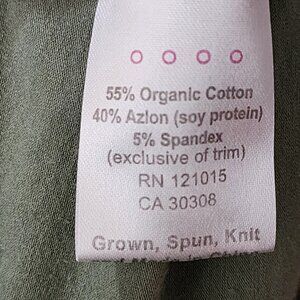 55% Organic Cotton
40% Azlon (soy protein)
5% Spandex
(exclusive of trim)
RN 121015
CA 30308
Grown, Spun, Knit